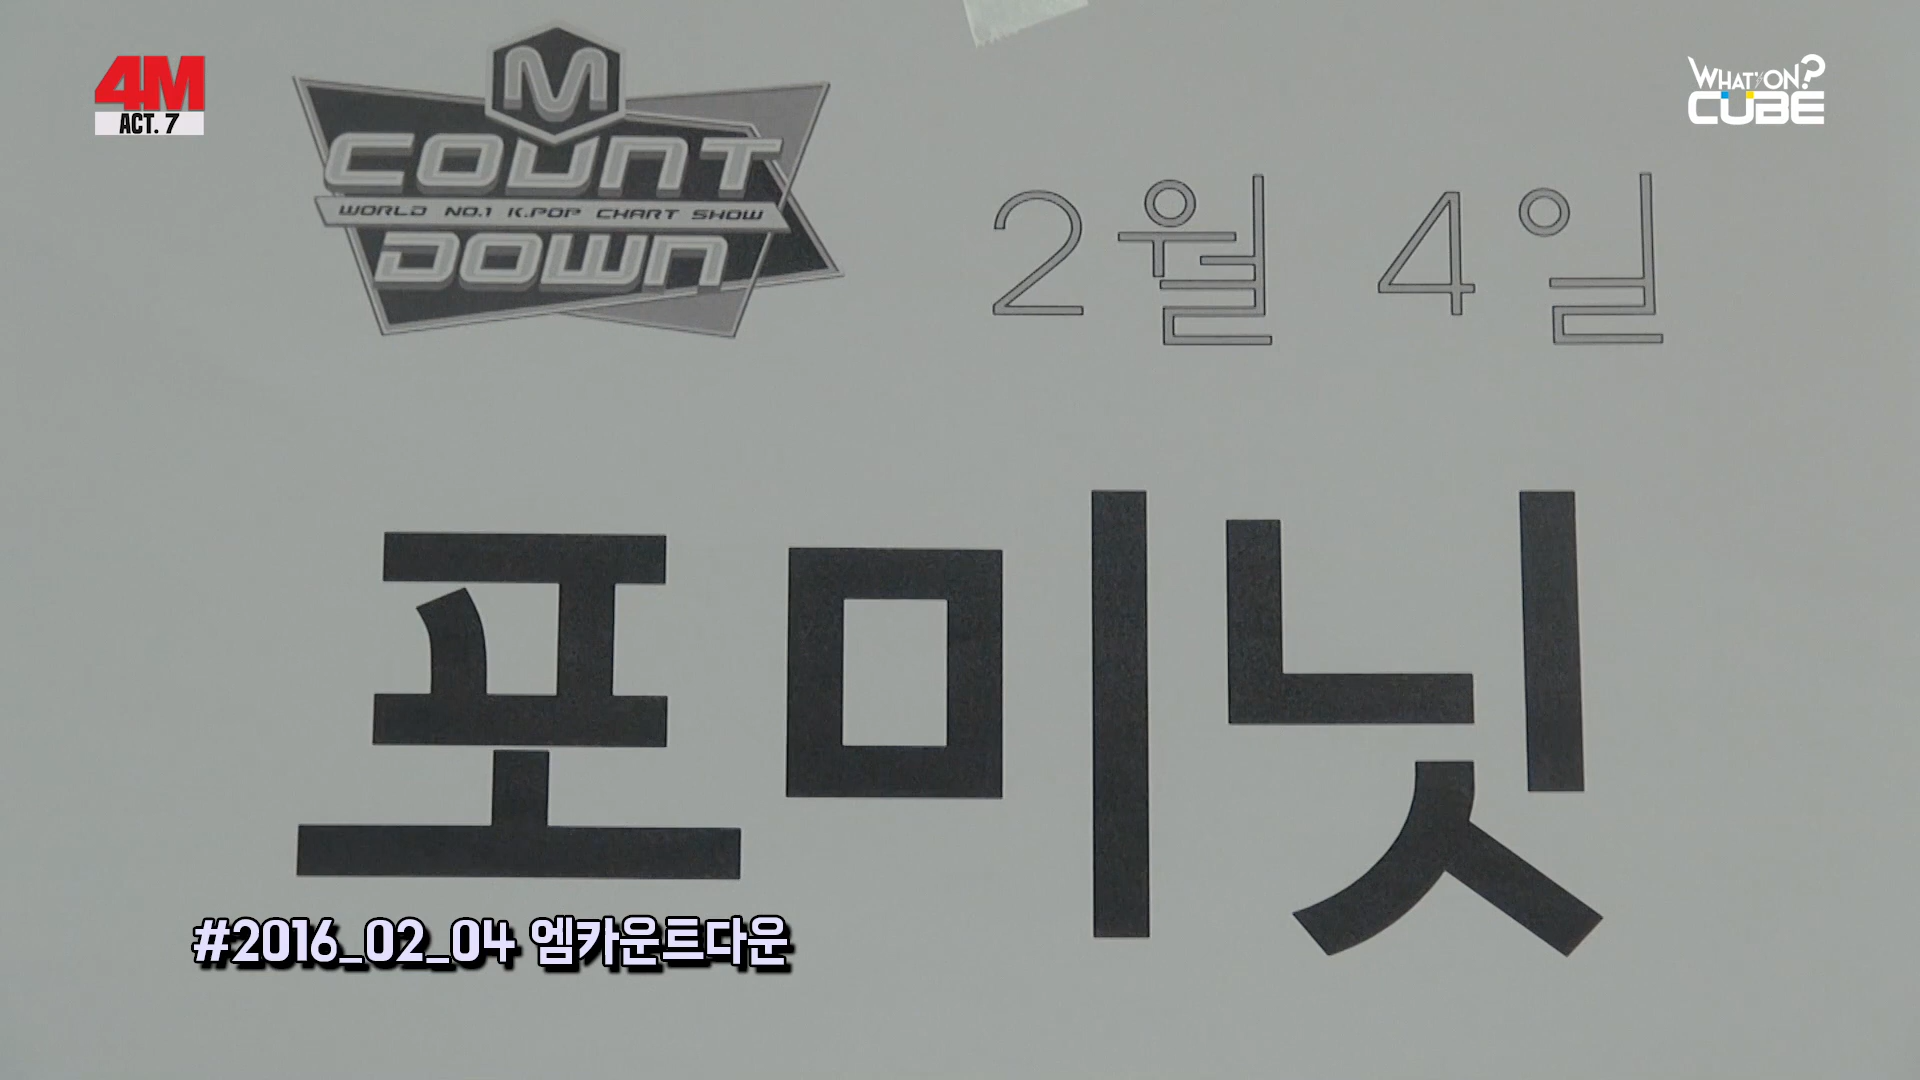 4M
ACT. 7
WHAT'S ON?
CUBE
M
COUNT
WORLD NO.1 K.POP CHART SHOW
DOWN
2월 4일
포미닛
#2016_02_04 엠카운트다운